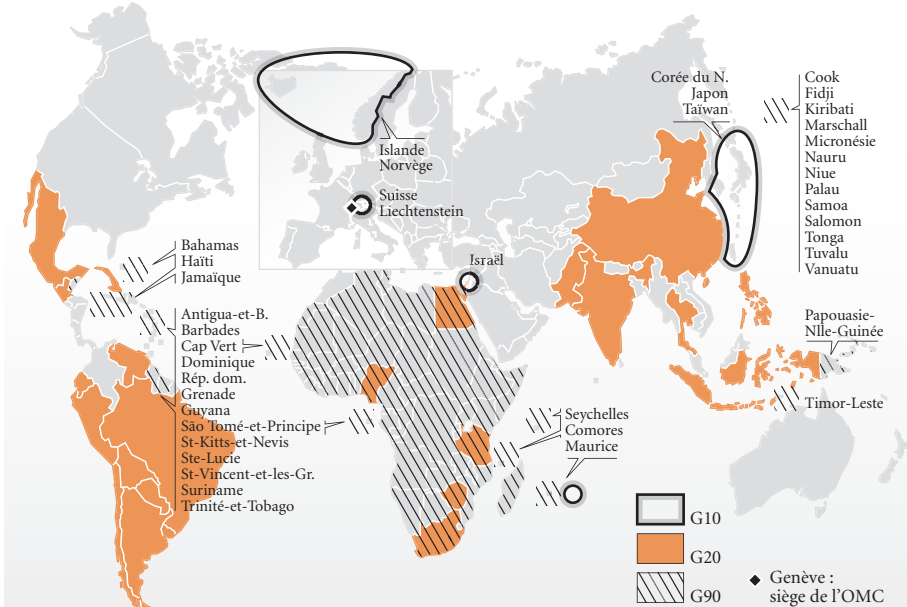 Corée du N.
Japon
Taïwan
Cook
Fidji
Kiribati
Marschall
Micronésie
Nauru
Niue
Palau
Samoa
Salomon
Tonga
Tuvalu
Vanuatu
Islande
Norvège
Suisse
Liechtenstein
Israël
Bahamas
Haïti
Jamaïque
Antigua-et-B.
Barbades
Cap Vert
Dominique
Rép. dom.
Grenade
Guyana
São Tomé-et-Principe
St-Kitts-et-Nevis
Ste-Lucie
St-Vincent-et-les-Gr.
Suriname
Trinité-et-Tobago
Papouasie-
Nlle-Guinée
Timor-Leste
Seychelles
Comores
Maurice
G10
G20
G90
Genève :
siège de l'OMC